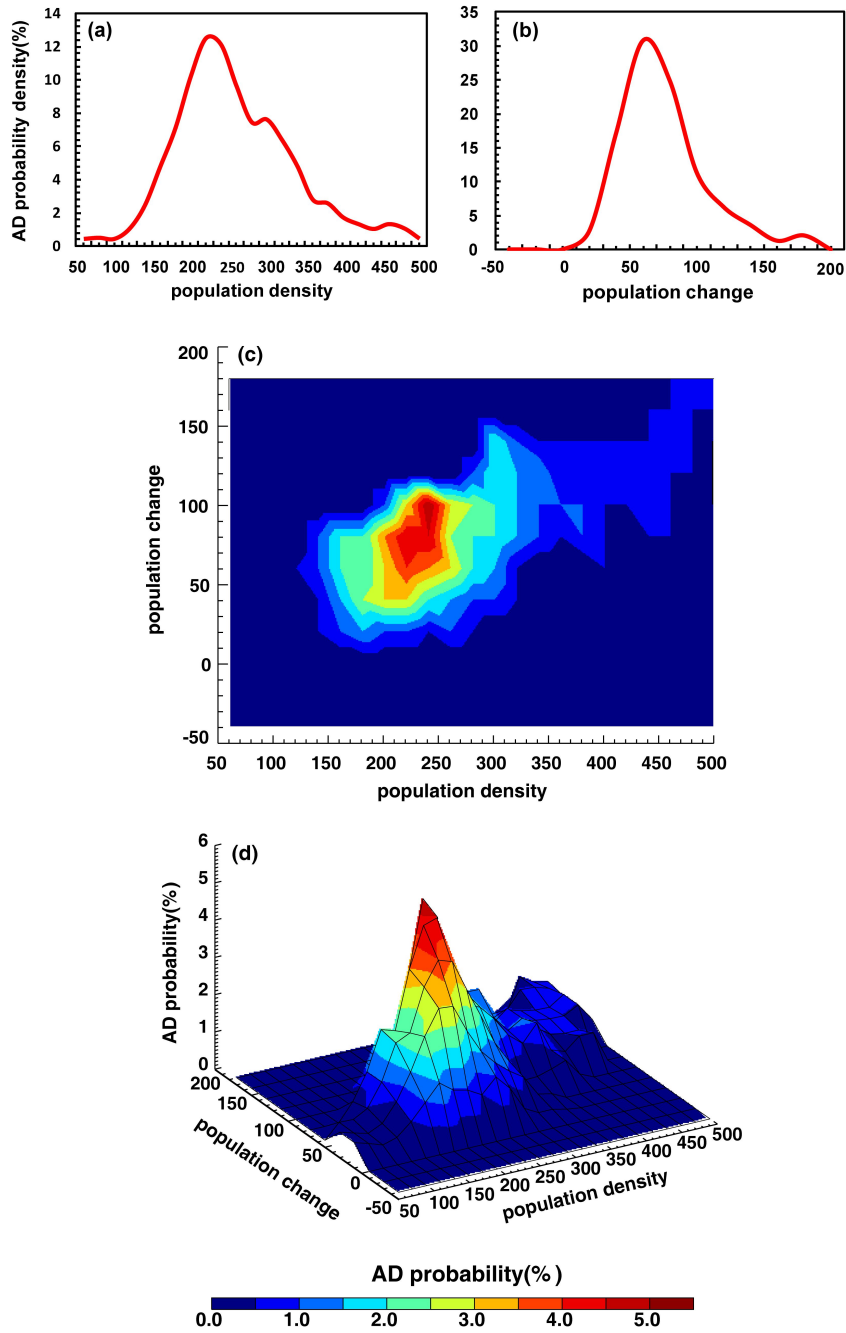 (a)
AD probability density(%)
14
12
10
8
6
4
2
0
50 100 150 200 250 300 350 400 450 500
population density
(b)
35
30
25
20
15
10
5
0
-50 0 50 100 150 200
population change
(c)
population change
200
150
100
50
0
-50
50 100 150 200 250 300 350 400 450 500
population density
(d)
AD probability(%)
6
5
4
3
2
1
0
200
150
100
50
0
-50
population change
50 100 150 200 250 300 350 400 450 500
population density
AD probability(%)
0.0 1.0 2.0 3.0 4.0 5.0